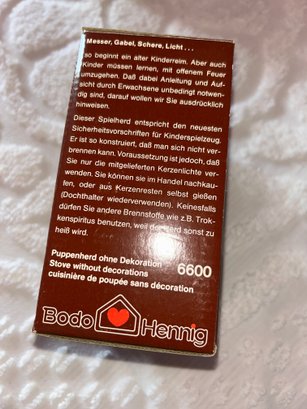 Messer, Gabel, Schere, Licht . . .
so beginnt ein alter Kinderreim. Aber auch
Kinder müssen lernen, mit offenem Feuer
umzugehen. Daß dabei Anleitung und Auf-
sicht durch Erwachsene unbedingt notwen-
dig sind, darauf wollen wir Sie ausdrücklich
hinweisen.
Dieser Spielherd entspricht den neuesten
Sicherheitsvorschriften für Kinderspielzeug.
Er ist so konstruiert, daß man sich nicht ver-
brennen kann. Voraussetzung ist jedoch, daß
Sie nur die mitgelieferten Kerzenlichte ver-
wenden. Sie können sie im Handel nachkau-
fen, oder aus Kerzenresten selbst gießen
(Dochthalter wiederverwenden). Keinesfalls
dürfen Sie andere Brennstoffe wie z.B. Trok-
kenspiritus benutzen, weil der Herd sonst zu
heiß wird.
Puppenherd ohne Dekoration
Stove without decorations 6600
cuisinière de poupée sans décoration
Bodo Hennig